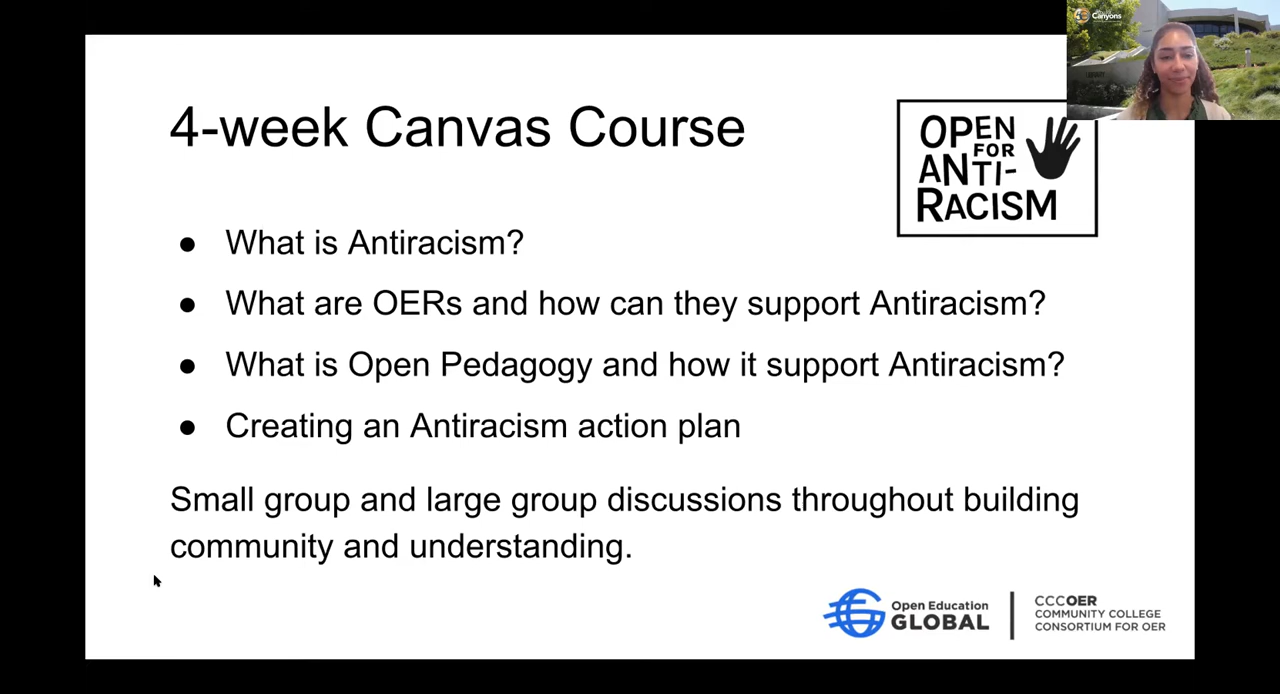 Canyons
4-week Canvas Course
OPEN
FOR
ANTI-
RACISM
● What is Antiracism?
● What are OERs and how can they support Antiracism?
● What is Open Pedagogy and how it support Antiracism?
● Creating an Antiracism action plan
Small group and large group discussions throughout building
community and understanding.
Open Education
GLOBAL
CCCOER
COMMUNITY COLLEGE
CONSORTIUM FOR OER